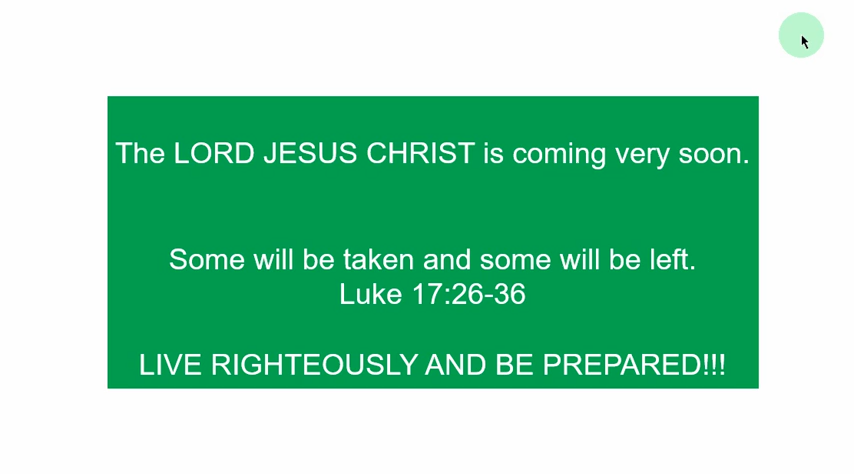 The LORD JESUS CHRIST is coming very soon.
Some will be taken and some will be left.
Luke 17:26-36
LIVE RIGHTEOUSLY AND BE PREPARED!!!